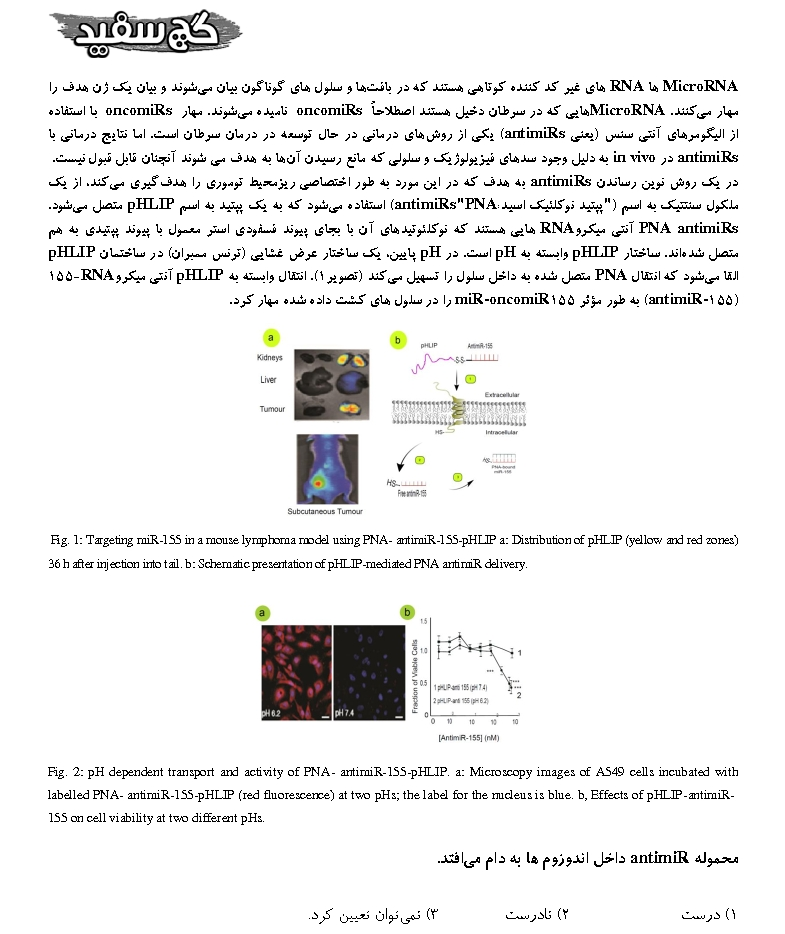 گچ سفید
MicroRNA ها RNA های غیر کد کننده کوتاهی هستند که در بافت‌ها و سلول های گوناگون بیان می‌شوند و بیان یک ژن هدف را
مهار می‌کنند. MicroRNAهایی که در سرطان دخیل هستند اصطلاحاً oncomiRs نامیده می‌شوند. مهار oncomiRs با استفاده
از الیگومرهای آنتی سنس (یعنی antimiRs) یکی از روش‌های درمانی در حال توسعه در درمان سرطان است. اما نتایج درمانی با
antimiRs در in vivo به دلیل وجود سدهای فیزیولوژیک و سلولی که مانع رسیدن آن‌ها به هدف می شوند آنچنان قابل قبول نیست.
در یک روش نوین رساندن antimiRs به هدف که در این مورد به طور اختصاصی ریزمحیط توموری را هدف‌گیری می‌کند، از یک
ملکول سنتتیک به اسم ("پپتید نوکلئیک اسید:antimiRs"PNA) استفاده می‌شود که به یک پپتید به اسم pHLIP متصل می‌شود.
PNA antimiRs آنتی میکروRNA هایی هستند که نوکلئوتیدهای آن با بجای پیوند فسفودی استر معمول با پیوند پپتیدی به هم
متصل شده‌اند. ساختار pHLIP وابسته به pH است. در pH پایین، یک ساختار عرض غشایی (ترنس ممبران) در ساختمان pHLIP
القا می‌شود که انتقال PNA متصل شده به داخل سلول را تسهیل می‌کند (تصویر۱). انتقال وابسته به pHLIP آنتی میکروRNA-۱۵۵
(antimiR-۱۵۵) به طور مؤثر miR-oncomiR۱۵۵ را در سلول های کشت داده شده مهار کرد.
a
b
Kidneys
Liver
Tumour
Subcutaneous Tumour
pHLIP
AntimiR-155
S-S
Extracellular
Intracellular
HS
HS
Free antimiR-155
HS
PNA-bound
miR-155
Fig. 1: Targeting miR-155 in a mouse lymphoma model using PNA- antimiR-155-pHLIP a: Distribution of pHLIP (yellow and red zones)
36 h after injection into tail. b: Schematic presentation of pHLIP-mediated PNA antimiR delivery.
a
b
pH 6.2
pH 7.4
Fraction of Viable Cells
1.5
1.0
0.5
0
1
2
***
****
***
1 pHLIP-anti 155 (pH 7.4)
2 pHLIP-anti 155 (pH 6.2)
0 10 10 10 10
[AntimiR-155] (nM)
Fig. 2: pH dependent transport and activity of PNA- antimiR-155-pHLIP. a: Microscopy images of A549 cells incubated with
labelled PNA- antimiR-155-pHLIP (red fluorescence) at two pHs; the label for the nucleus is blue. b, Effects of pHLIP-antimiR-
155 on cell viability at two different pHs.
محموله antimiR داخل اندوزوم ها به دام می‌افتد.
۱) درست ۲) نادرست ۳) نمی‌توان تعیین کرد.